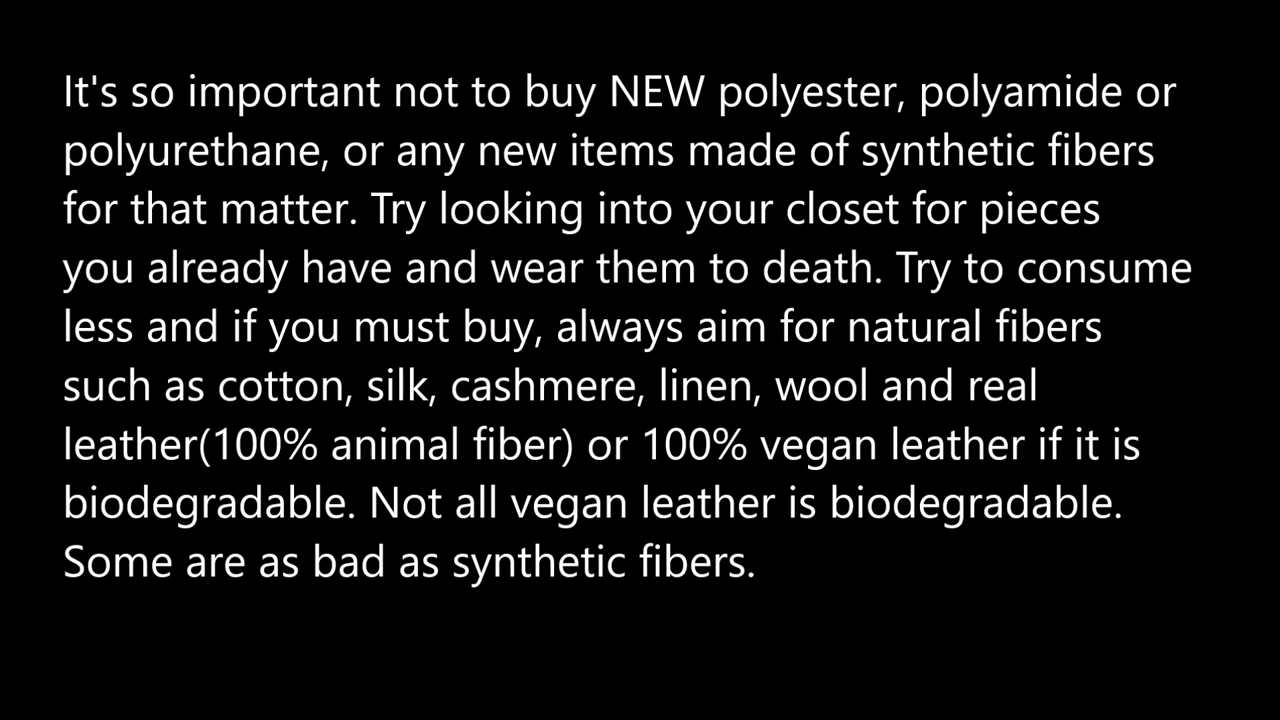 It's so important not to buy NEW polyester, polyamide or
polyurethane, or any new items made of synthetic fibers
for that matter. Try looking into your closet for pieces
you already have and wear them to death. Try to consume
less and if you must buy, always aim for natural fibers
such as cotton, silk, cashmere, linen, wool and real
leather(100% animal fiber) or 100% vegan leather if it is
biodegradable. Not all vegan leather is biodegradable.
Some are as bad as synthetic fibers.